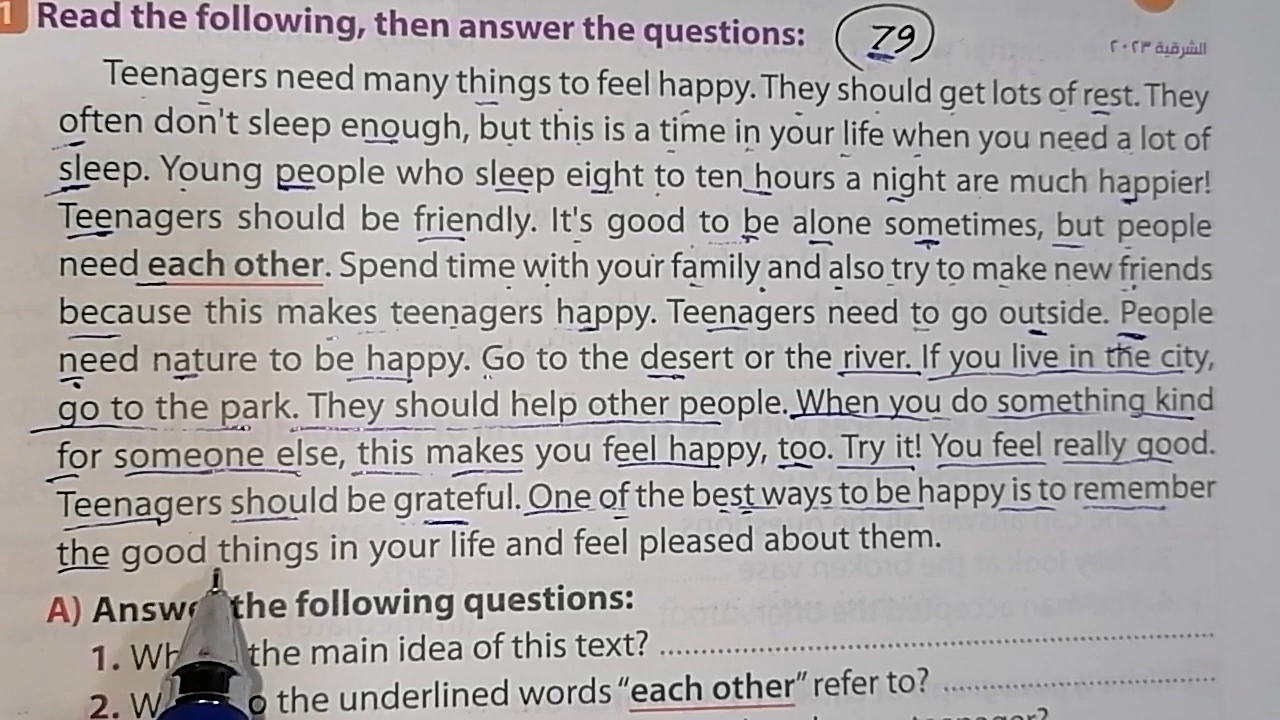 1 Read the following, then answer the questions: 79
الشرقية ٢٠٢٣
Teenagers need many things to feel happy. They should get lots of rest. They
often don't sleep enough, but this is a time in your life when you need a lot of
sleep. Young people who sleep eight to ten hours a night are much happier!
Teenagers should be friendly. It's good to be alone sometimes, but people
need each other. Spend time with your family and also try to make new friends
because this makes teenagers happy. Teenagers need to go outside. People
need nature to be happy. Go to the desert or the river. If you live in the city,
go to the park. They should help other people. When you do something kind
for someone else, this makes you feel happy, too. Try it! You feel really good.
Teenagers should be grateful. One of the best ways to be happy is to remember
the good things in your life and feel pleased about them.
A) Answe the following questions:
1. Wh the main idea of this text?
2. W o the underlined words "each other" refer to?